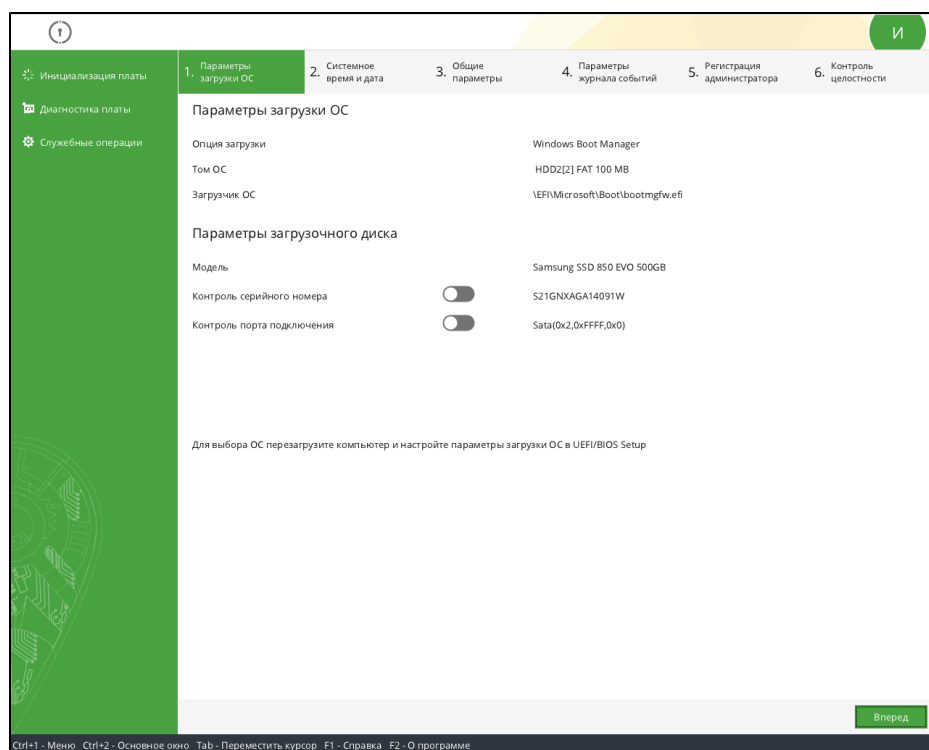 И
Инициализация платы
Диагностика платы
Служебные операции
1. Параметры
загрузки ОС
2. Системное
время и дата
3. Общие
параметры
4. Параметры
журнала событий
5. Регистрация
администратора
6. Контроль
целостности
Параметры загрузки ОС
Опция загрузки Windows Boot Manager
Том ОС HDD2[2] FAT 100 MB
Загрузчик ОС \EFI\Microsoft\Boot\bootmgfw.efi
Параметры загрузочного диска
Модель Samsung SSD 850 EVO 500GB
Контроль серийного номера S21GNXAGA14091W
Контроль порта подключения Sata(0x2,0xFFFF,0x0)
Для выбора ОС перезагрузите компьютер и настройте параметры загрузки ОС в UEFI/BIOS Setup
Вперед
Ctrl+1 - Меню Ctrl+2 - Основное окно Tab - Переместить курсор F1 - Справка F2 - О программе